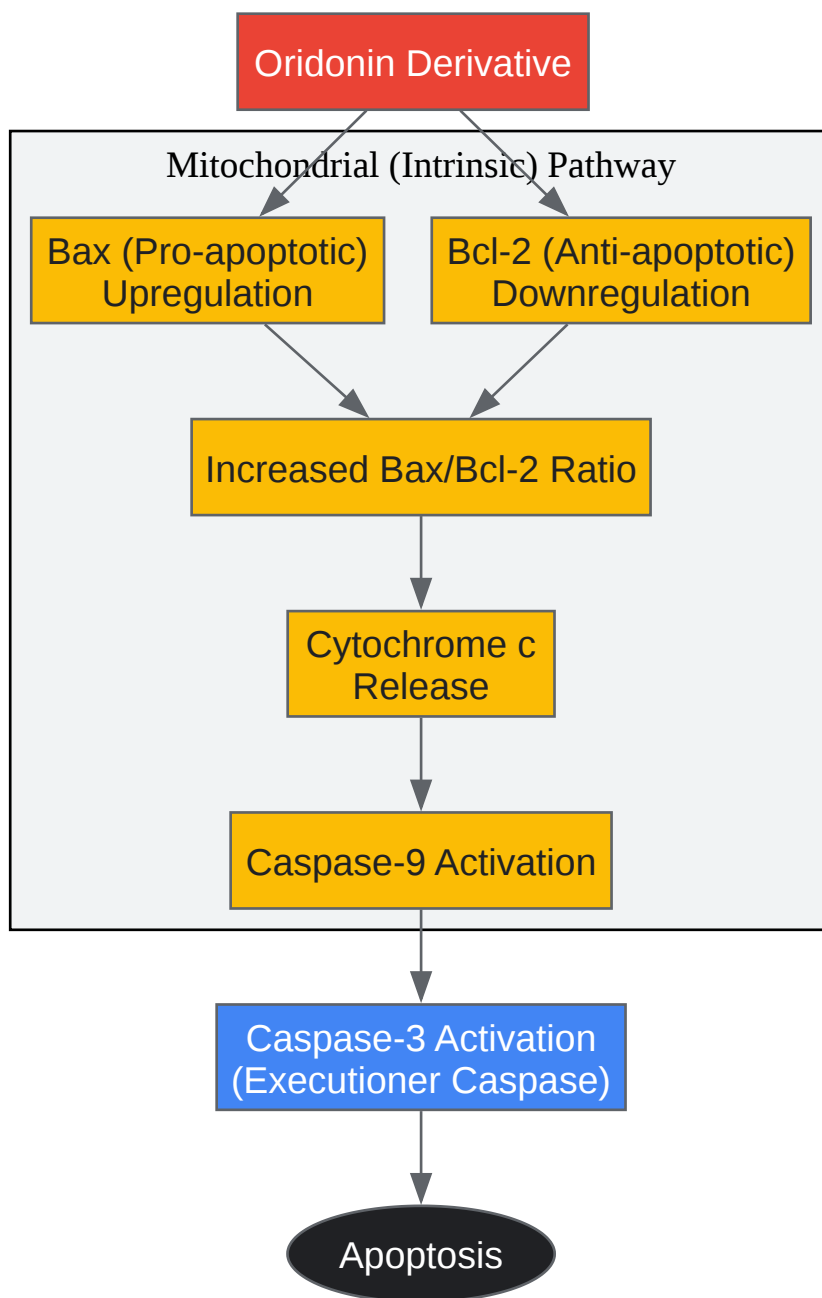 Oridonin Derivative
Mitochondrial (Intrinsic) Pathway
Bax (Pro-apoptotic)
Upregulation
Bcl-2 (Anti-apoptotic)
Downregulation
Increased Bax/Bcl-2 Ratio
Cytochrome c
Release
Caspase-9 Activation
Caspase-3 Activation
(Executioner Caspase)
Apoptosis